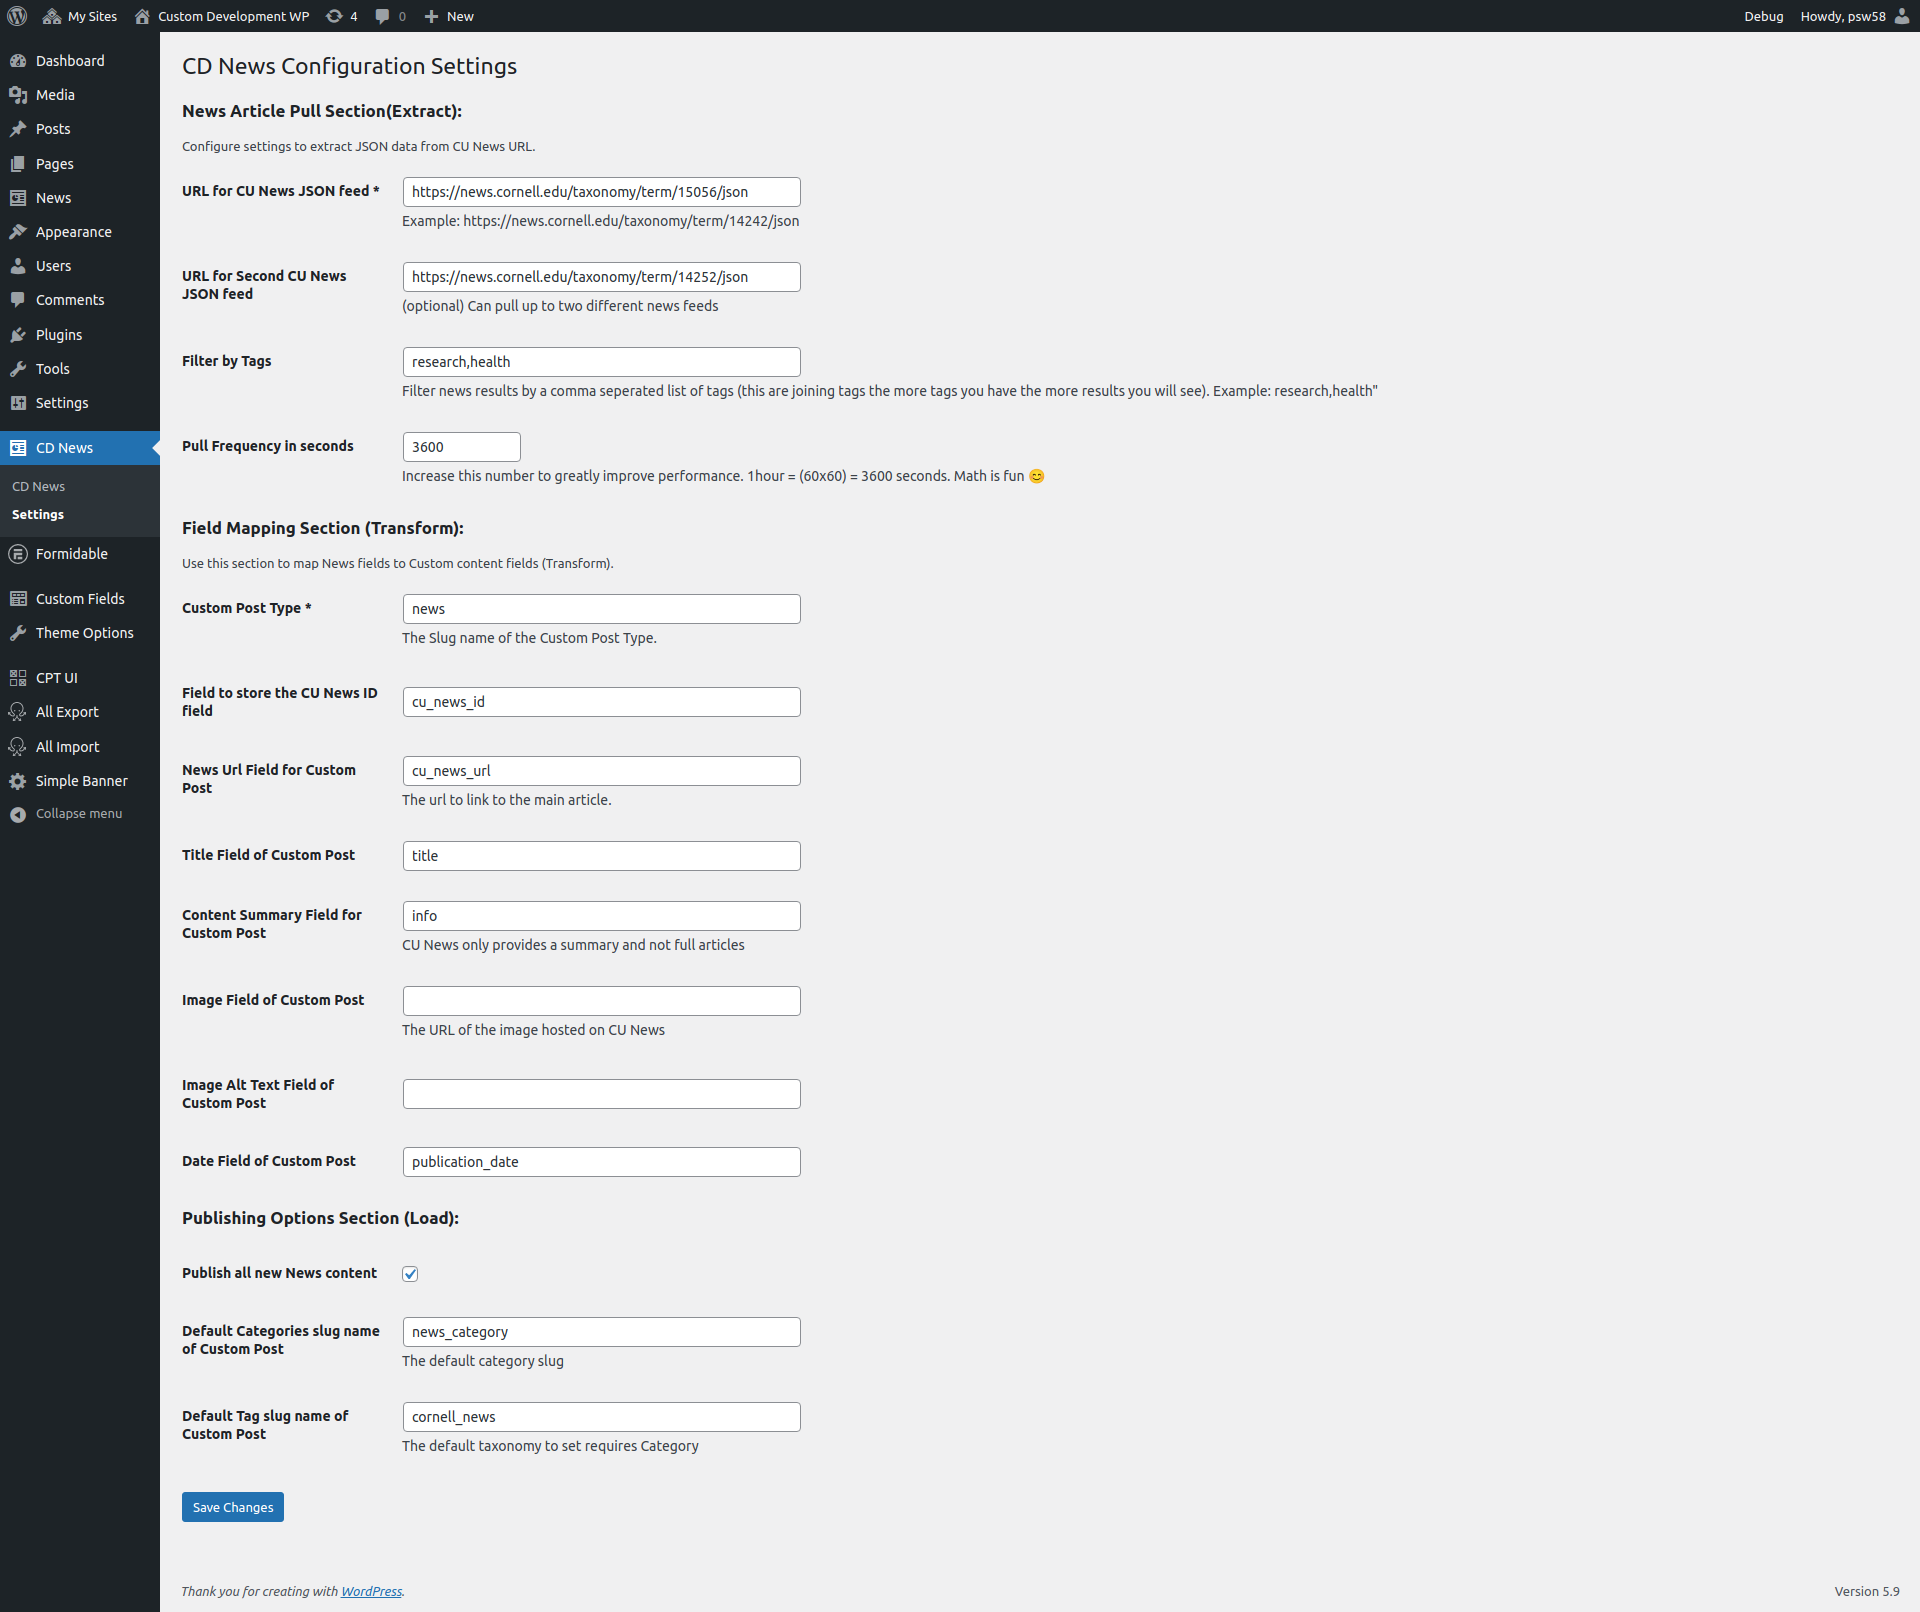 My Sites
Custom Development WP
4
0
New
Debug
Howdy, psw58
Dashboard
Media
Posts
Pages
News
Appearance
Users
Comments
Plugins
Tools
Settings
CD News
CD News
Settings
Formidable
Custom Fields
Theme Options
CPT UI
All Export
All Import
Simple Banner
Collapse menu
CD News Configuration Settings
News Article Pull Section(Extract):
Configure settings to extract JSON data from CU News URL.
URL for CU News JSON feed *
https://news.cornell.edu/taxonomy/term/15056/json
Example: https://news.cornell.edu/taxonomy/term/14242/json
URL for Second CU News
JSON feed
https://news.cornell.edu/taxonomy/term/14252/json
(optional) Can pull up to two different news feeds
Filter by Tags
research,health
Filter news results by a comma seperated list of tags (this are joining tags the more tags you have the more results you will see). Example: research,health"
Pull Frequency in seconds
3600
Increase this number to greatly improve performance. 1hour = (60x60) = 3600 seconds. Math is fun 😊
Field Mapping Section (Transform):
Use this section to map News fields to Custom content fields (Transform).
Custom Post Type *
news
The Slug name of the Custom Post Type.
Field to store the CU News ID
field
cu_news_id
News Url Field for Custom
Post
cu_news_url
The url to link to the main article.
Title Field of Custom Post
title
Content Summary Field for
Custom Post
info
CU News only provides a summary and not full articles
Image Field of Custom Post
The URL of the image hosted on CU News
Image Alt Text Field of
Custom Post
Date Field of Custom Post
publication_date
Publishing Options Section (Load):
Publish all new News content
Default Categories slug name
of Custom Post
news_category
The default category slug
Default Tag slug name of
Custom Post
cornell_news
The default taxonomy to set requires Category
Save Changes
Thank you for creating with WordPress.
Version 5.9